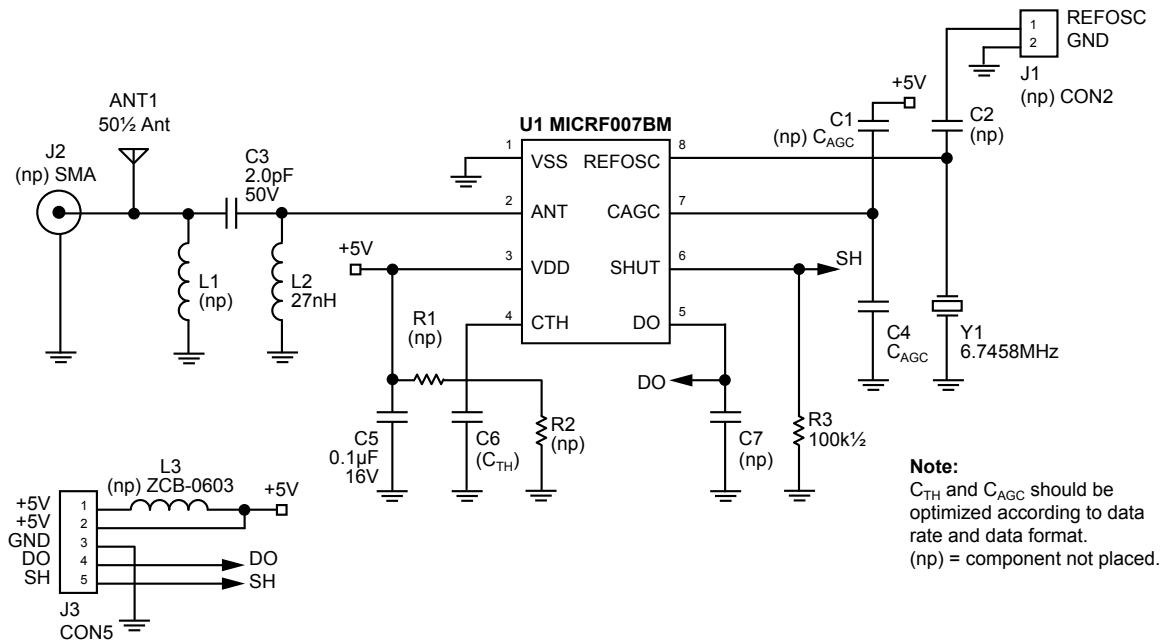 REFOSC
GND
1
2
J1
(np) CON2
+5V
C1
(np) CAGC
C2
(np)
ANT1
50½ Ant
J2
(np) SMA
C3
2.0pF
50V
L1
(np)
L2
27nH
U1 MICRF007BM
1
VSS
REFOSC
8
2
ANT
CAGC
7
3
VDD
SHUT
6
4
CTH
DO
5
+5V
SH
R1
(np)
C4
CAGC
Y1
6.7458MHz
DO
C5
0.1µF
16V
C6
(CTH)
R2
(np)
C7
(np)
R3
100k½
L3
(np) ZCB-0603
+5V
+5V
+5V
GND
DO
SH
1
2
3
4
5
DO
SH
J3
CON5
Note:
CTH and CAGC should be
optimized according to data
rate and data format.
(np) = component not placed.